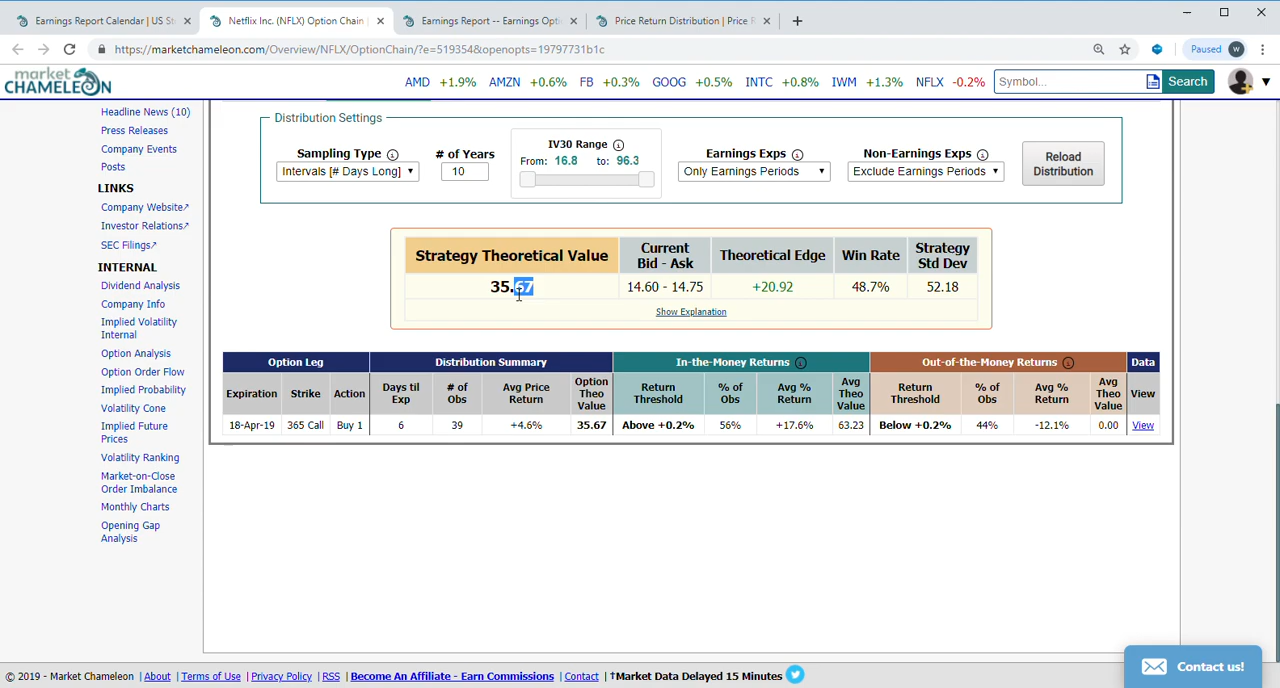 Earnings Report Calendar | US St
Netflix Inc. (NFLX) Option Chain |
Earnings Report -- Earnings Opti
Price Return Distribution | Price R
https://marketchameleon.com/Overview/NFLX/OptionChain/?e=519354&openopts=19797731b1c
Paused W
market CHAMELEON
AMD +1.9% AMZN +0.6% FB +0.3% GOOG +0.5% INTC +0.8% IWM +1.3% NFLX -0.2%
Symbol... Search
Headline News (10)
Press Releases
Company Events
Posts
LINKS
Company Website
Investor Relations
SEC Filings
INTERNAL
Dividend Analysis
Company Info
Implied Volatility
Internal
Option Analysis
Option Order Flow
Implied Probability
Volatility Cone
Implied Future
Prices
Volatility Ranking
Market-on-Close
Order Imbalance
Monthly Charts
Opening Gap
Analysis
Distribution Settings
Sampling Type
Intervals [# Days Long]
# of Years
10
IV30 Range
From: 16.8 to: 96.3
Earnings Exps
Only Earnings Periods
Non-Earnings Exps
Exclude Earnings Periods
Reload
Distribution
Strategy Theoretical Value Current Bid - Ask Theoretical Edge Win Rate Strategy Std Dev
35.67 14.60 - 14.75 +20.92 48.7% 52.18
Show Explanation
Option Leg Distribution Summary In-the-Money Returns Out-of-the-Money Returns Data
Expiration Strike Action Days til Exp # of Obs Avg Price Return Option Theo Value Return Threshold % of Obs Avg % Return Avg Theo Value Return Threshold % of Obs Avg % Return Avg Theo Value View
18-Apr-19 365 Call Buy 1 6 39 +4.6% 35.67 Above +0.2% 56% +17.6% 63.23 Below +0.2% 44% -12.1% 0.00 View
Contact us!
© 2019 - Market Chameleon | About | Terms of Use | Privacy Policy | RSS | Become An Affiliate - Earn Commissions | Contact | †Market Data Delayed 15 Minutes